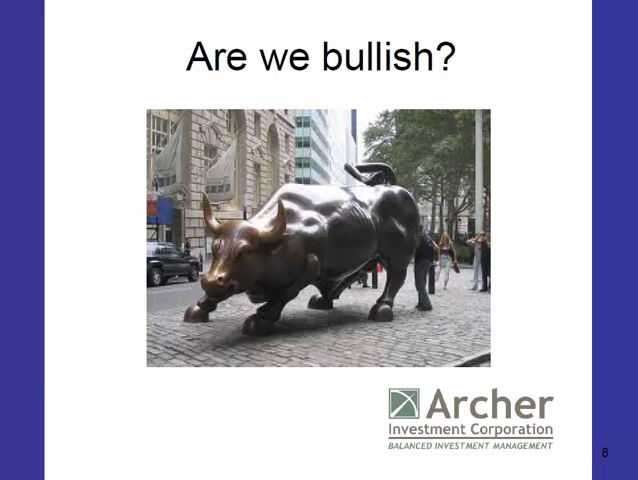 Are we bullish?
Archer
Investment Corporation
BALANCED INVESTMENT MANAGEMENT
8